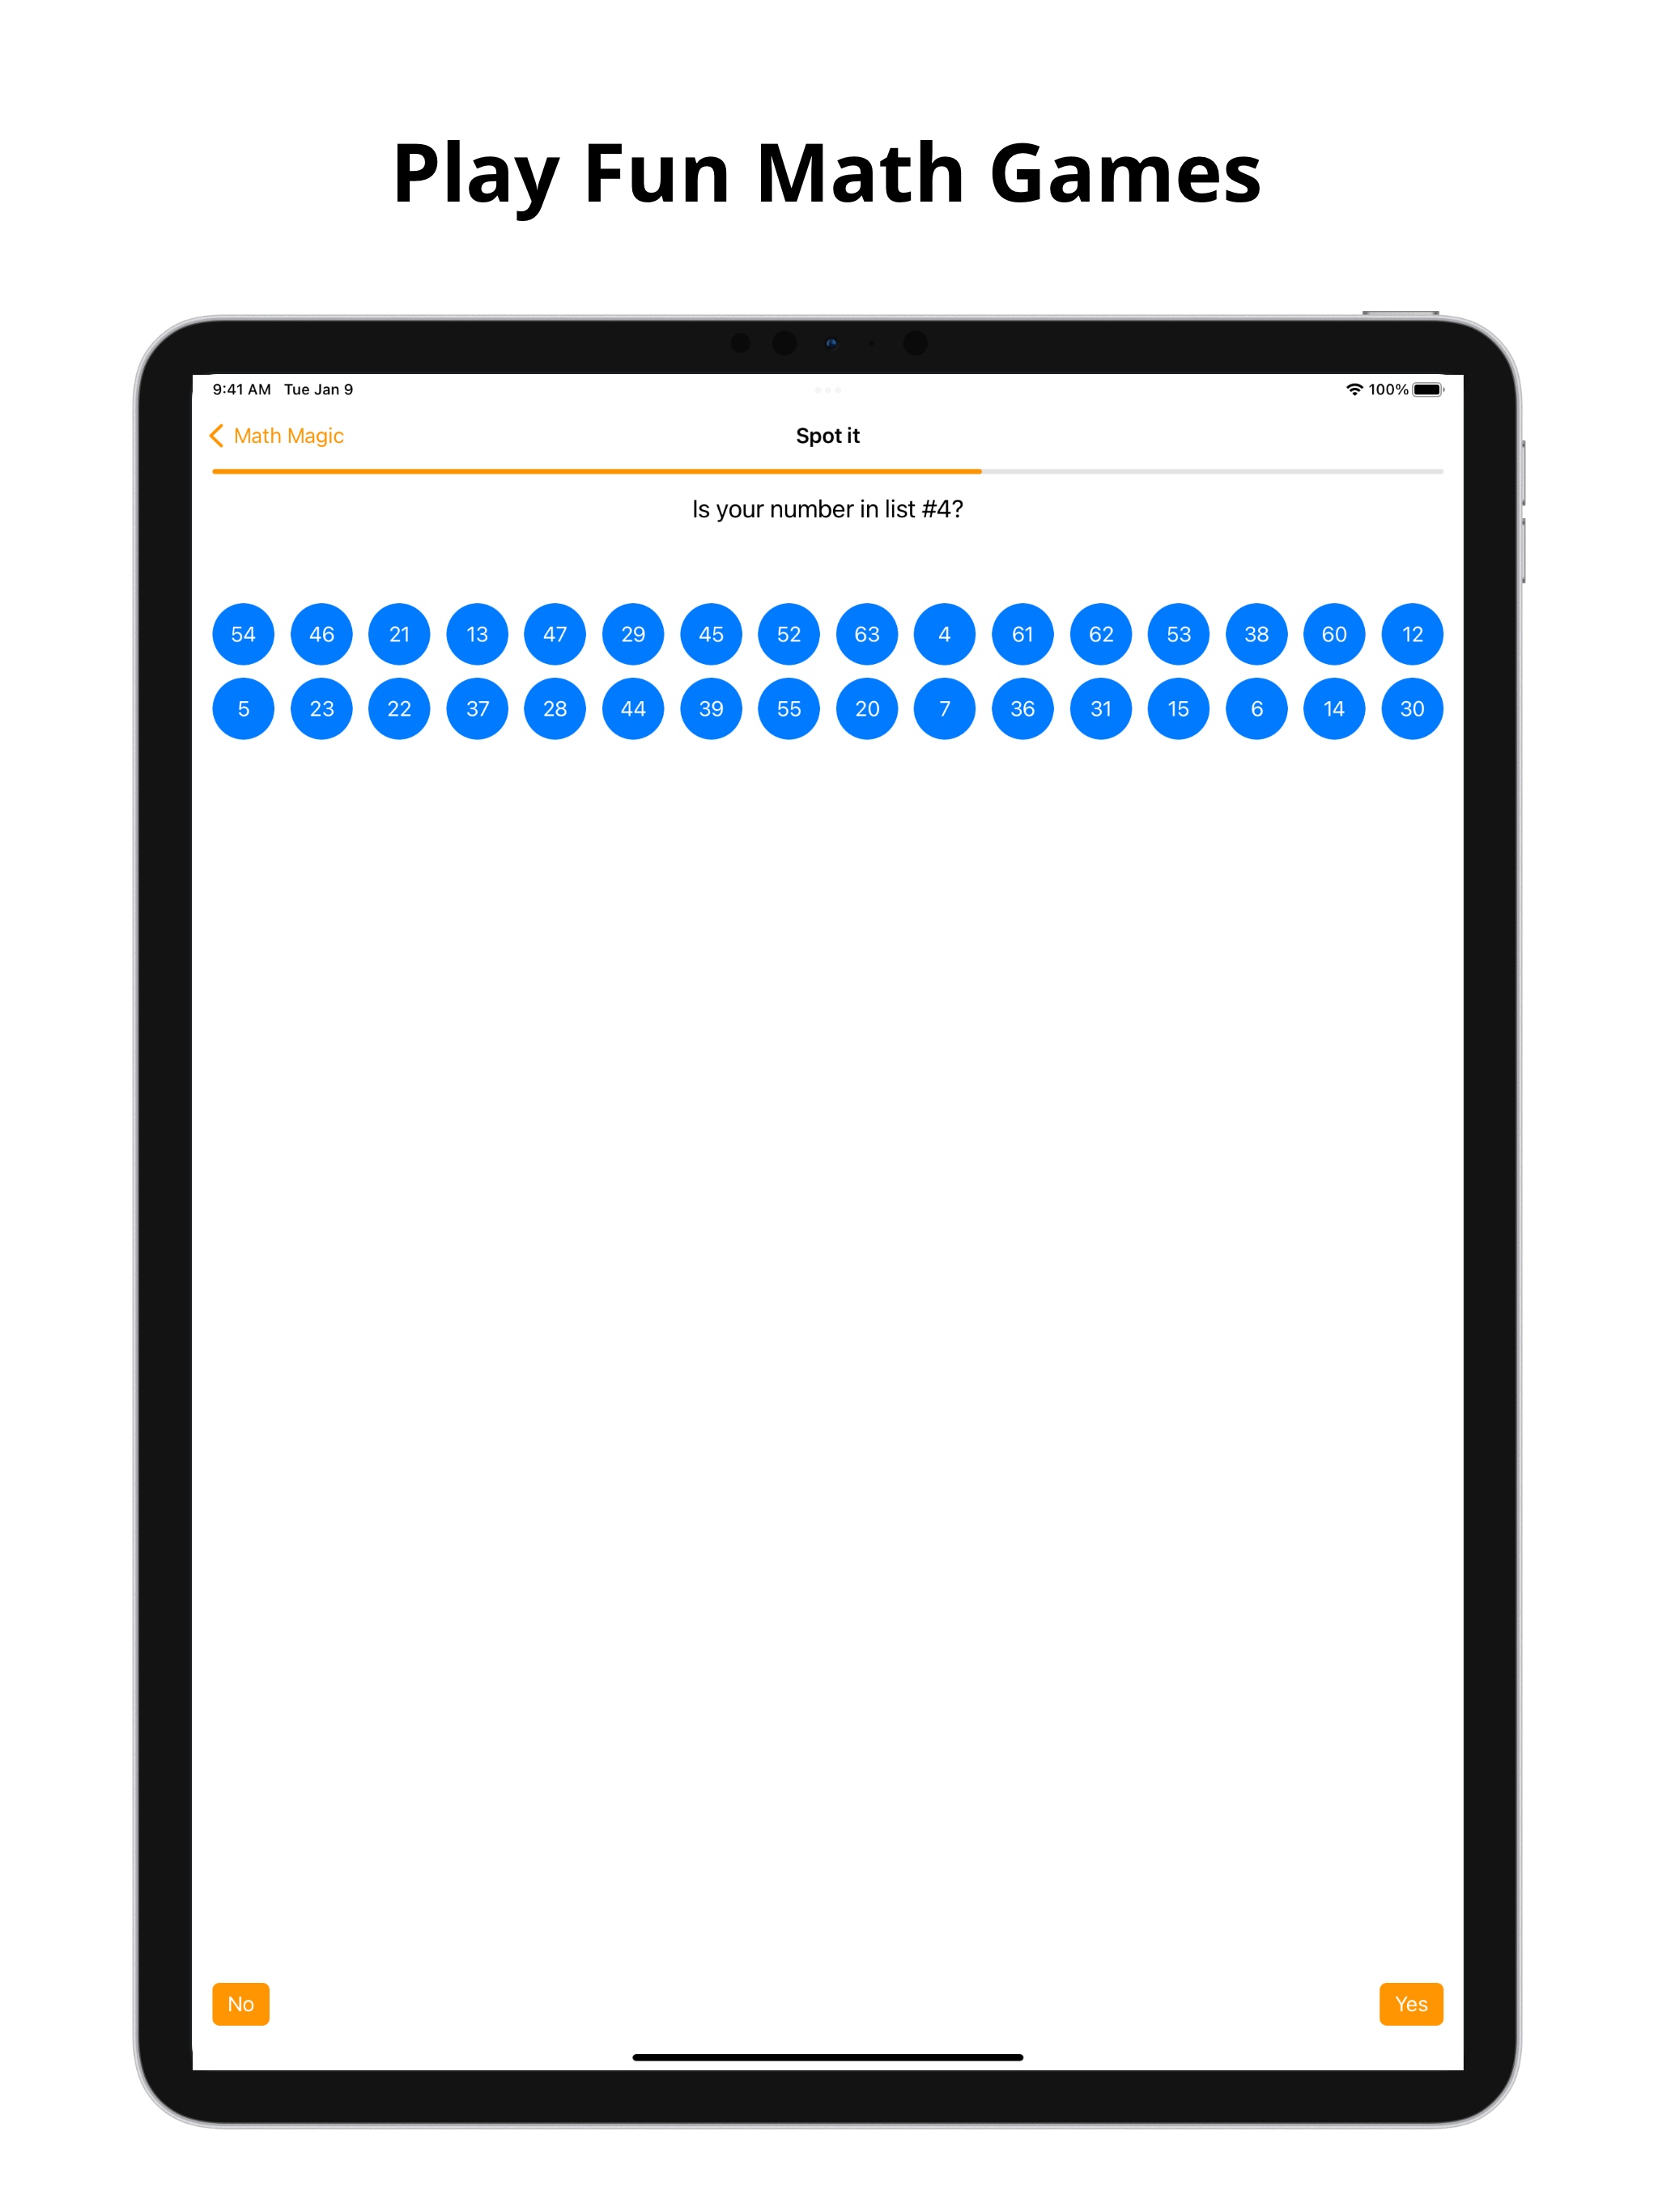 Play Fun Math Games
9:41 AM Tue Jan 9 100%
Math Magic Spot it
Is your number in list #4?
54 46 21 13 47 29 45 52 63 4 61 62 53 38 60 12
5 23 22 37 28 44 39 55 20 7 36 31 15 6 14 30
No Yes